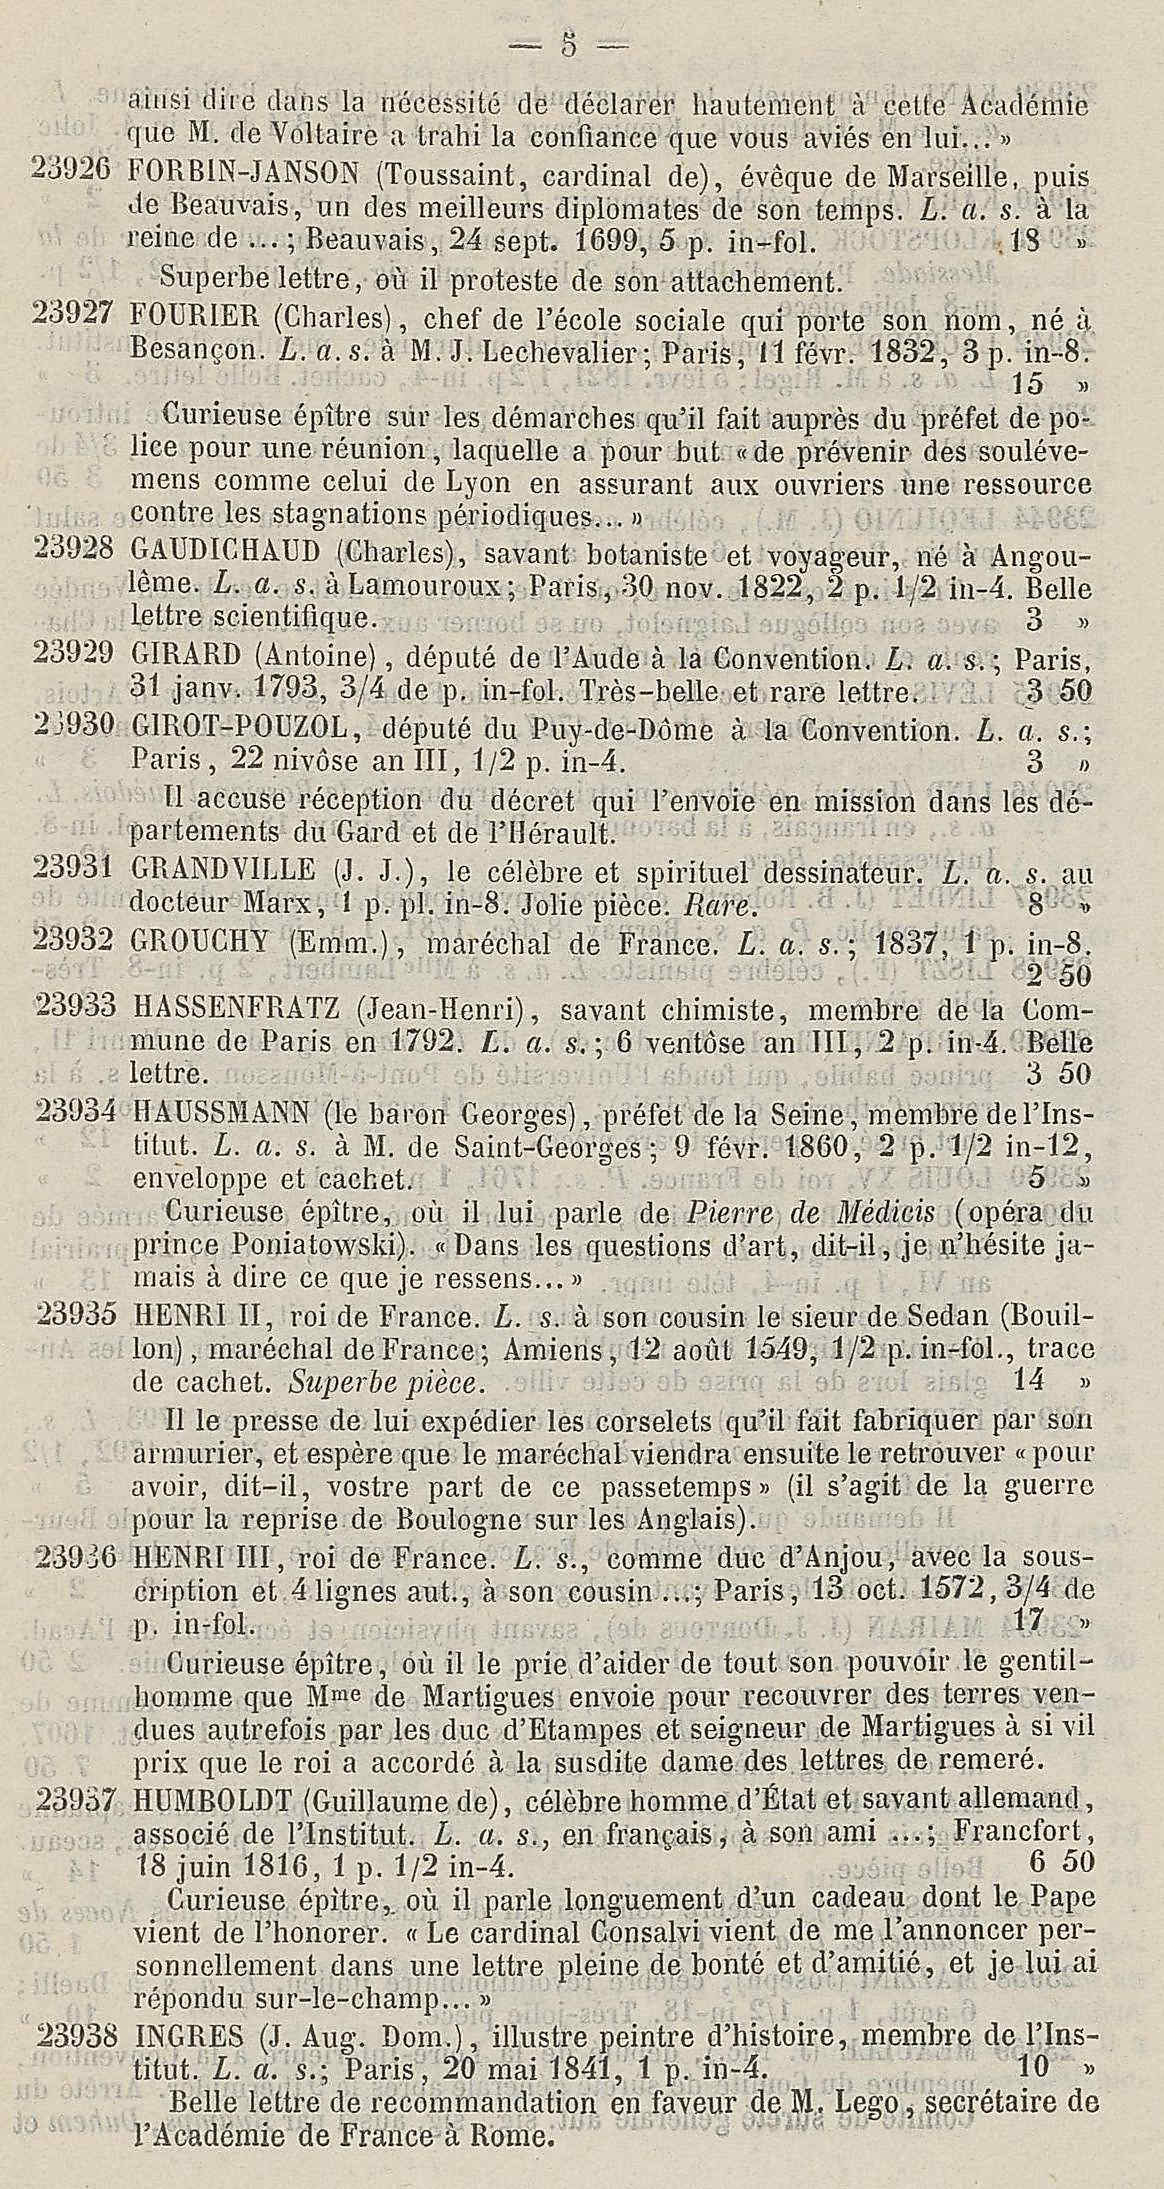 — 5 —
ainsi dire dans la nécessité de déclarer hautement à cette Académie
que M. de Voltaire a trahi la confiance que vous aviés en lui... »
23926 FORBIN-JANSON (Toussaint, cardinal de), évêque de Marseille, puis
de Beauvais, un des meilleurs diplomates de son temps. L. a. s. à la
reine de ...; Beauvais, 24 sept. 1699, 5 p. in-fol. 18 »
Superbe lettre, où il proteste de son attachement.
23927 FOURIER (Charles), chef de l'école sociale qui porte son nom, né à
Besançon. L. a. s. à M. J. Lechevalier; Paris, 11 févr. 1832, 3 p. in-8.
15 »
Curieuse épître sur les démarches qu'il fait auprès du préfet de po-
lice pour une réunion, laquelle a pour but « de prévenir des souléve-
mens comme celui de Lyon en assurant aux ouvriers une ressource
contre les stagnations périodiques... »
23928 GAUDICHAUD (Charles), savant botaniste et voyageur, né à Angou-
lême. L. a. s. à Lamouroux; Paris, 30 nov. 1822, 2 p. 1/2 in-4. Belle
lettre scientifique. 3 »
23929 GIRARD (Antoine), député de l'Aude à la Convention. L. a. s.; Paris,
31 janv. 1793, 3/4 de p. in-fol. Très-belle et rare lettre. 3 50
23930 GIROT-POUZOL, député du Puy-de-Dôme à la Convention. L. a. s.;
Paris, 22 nivôse an III, 1/2 p. in-4. 3 »
Il accuse réception du décret qui l'envoie en mission dans les dé-
partements du Gard et de l'Hérault.
23931 GRANDVILLE (J. J.), le célèbre et spirituel dessinateur. L. a. s. au
docteur Marx, 1 p. pl. in-8. Jolie pièce. Rare. 8 »
23932 GROUCHY (Emm.), maréchal de France. L. a. s.; 1837, 1 p. in-8.
2 50
23933 HASSENFRATZ (Jean-Henri), savant chimiste, membre de la Com-
mune de Paris en 1792. L. a. s.; 6 ventôse an III, 2 p. in-4. Belle
lettre. 3 50
23934 HAUSSMANN (le baron Georges), préfet de la Seine, membre de l'Ins-
titut. L. a. s. à M. de Saint-Georges; 9 févr. 1860, 2 p. 1/2 in-12,
enveloppe et cachet. 5 »
Curieuse épître, où il lui parle de Pierre de Médicis (opéra du
prince Poniatowski). « Dans les questions d'art, dit-il, je n'hésite ja-
mais à dire ce que je ressens... »
23935 HENRI II, roi de France. L. s. à son cousin le sieur de Sedan (Bouil-
lon), maréchal de France; Amiens, 12 août 1549, 1/2 p. in-fol., trace
de cachet. Superbe pièce. 14 »
Il le presse de lui expédier les corselets qu'il fait fabriquer par son
armurier, et espère que le maréchal viendra ensuite le retrouver « pour
avoir, dit-il, vostre part de ce passetemps » (il s'agit de la guerre
pour la reprise de Boulogne sur les Anglais).
23936 HENRI III, roi de France. L. s., comme duc d'Anjou, avec la sous-
cription et 4 lignes aut., à son cousin ...; Paris, 13 oct. 1572, 3/4 de
p. in-fol. 17 »
Curieuse épître, où il le prie d'aider de tout son pouvoir le gentil-
homme que Mme de Martigues envoie pour recouvrer des terres ven-
dues autrefois par les duc d'Etampes et seigneur de Martigues à si vil
prix que le roi a accordé à la susdite dame des lettres de remeré.
23937 HUMBOLDT (Guillaume de), célèbre homme d'État et savant allemand,
associé de l'Institut. L. a. s., en français, à son ami ...; Francfort,
18 juin 1816, 1 p. 1/2 in-4. 6 50
Curieuse épître, où il parle longuement d'un cadeau dont le Pape
vient de l'honorer. « Le cardinal Consalvi vient de me l'annoncer per-
sonnellement dans une lettre pleine de bonté et d'amitié, et je lui ai
répondu sur-le-champ... »
23938 INGRES (J. Aug. Dom.), illustre peintre d'histoire, membre de l'Ins-
titut. L. a. s.; Paris, 20 mai 1841, 1 p. in-4. 10 »
Belle lettre de recommandation en faveur de M. Lego, secrétaire de
l'Académie de France à Rome.